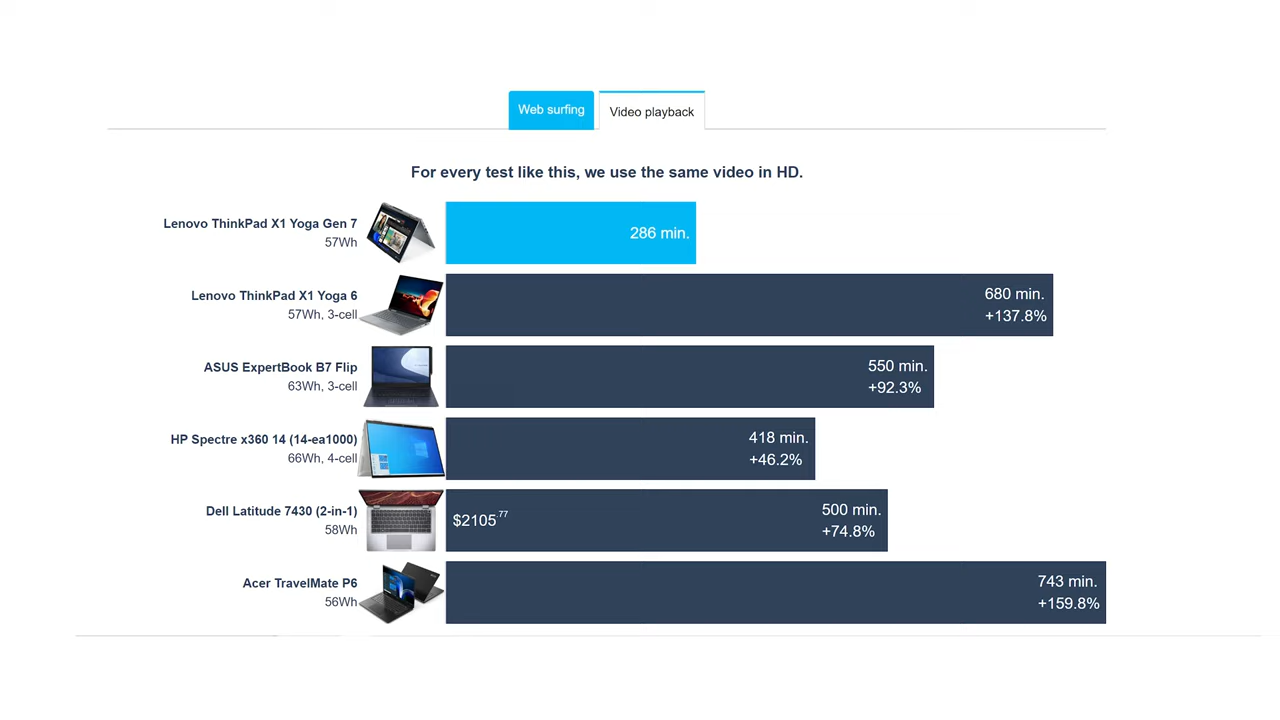 Web surfing
Video playback
For every test like this, we use the same video in HD.
Lenovo ThinkPad X1 Yoga Gen 7
57Wh
286 min.
Lenovo ThinkPad X1 Yoga 6
57Wh, 3-cell
680 min.
+137.8%
ASUS ExpertBook B7 Flip
63Wh, 3-cell
550 min.
+92.3%
HP Spectre x360 14 (14-ea1000)
66Wh, 4-cell
418 min.
+46.2%
Dell Latitude 7430 (2-in-1)
58Wh
$2105.77
500 min.
+74.8%
Acer TravelMate P6
56Wh
743 min.
+159.8%